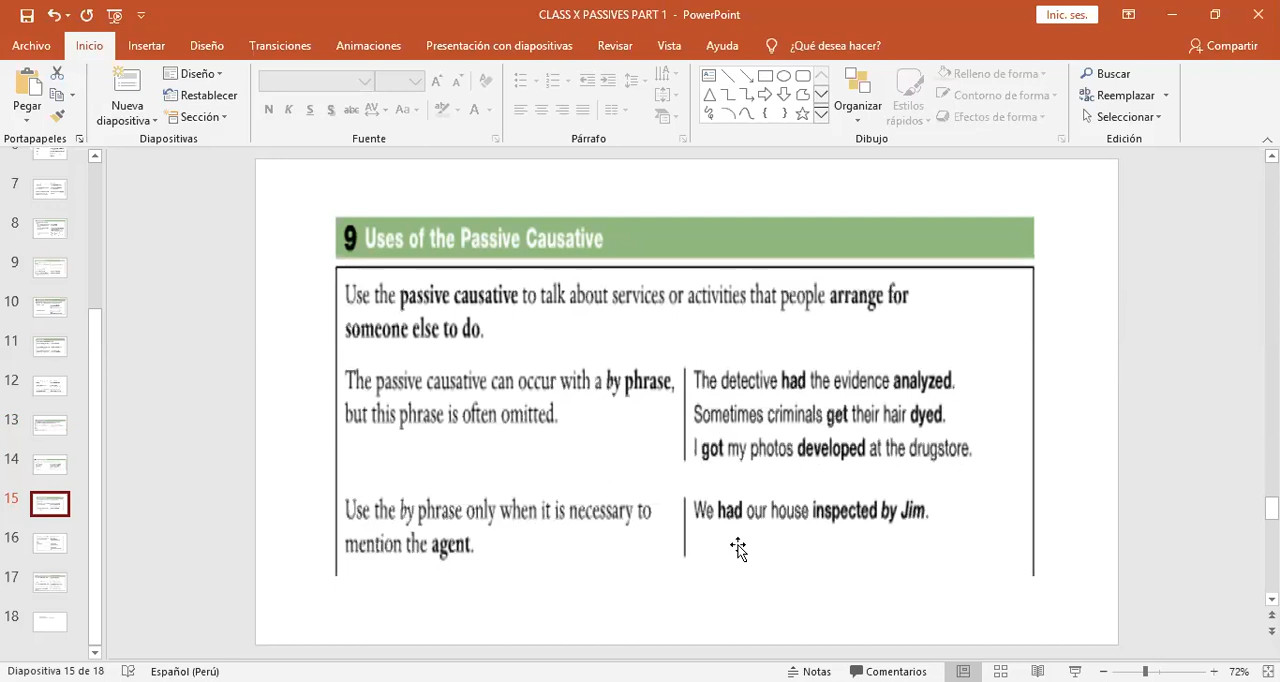 CLASS X PASSIVES PART 1 - PowerPoint
Inic. ses.
Archivo Inicio Insertar Diseño Transiciones Animaciones Presentación con diapositivas Revisar Vista Ayuda ¿Qué desea hacer? Compartir
Pegar
Nueva diapositiva
Diseño
Restablecer
Sección
N K S S abc AV Aa A
Organizar
Estilos rápidos
Relleno de forma
Contorno de forma
Efectos de forma
Buscar
Reemplazar
Seleccionar
Portapapeles Diapositivas Fuente Párrafo Dibujo Edición
7
8
9
10
11
12
13
14
15
16
17
18
9 Uses of the Passive Causative
Use the passive causative to talk about services or activities that people arrange for
someone else to do.
The passive causative can occur with a by phrase,
but this phrase is often omitted.
The detective had the evidence analyzed.
Sometimes criminals get their hair dyed.
I got my photos developed at the drugstore.
Use the by phrase only when it is necessary to
mention the agent.
We had our house inspected by Jim.
Diapositiva 15 de 18 Español (Perú) Notas Comentarios 72%